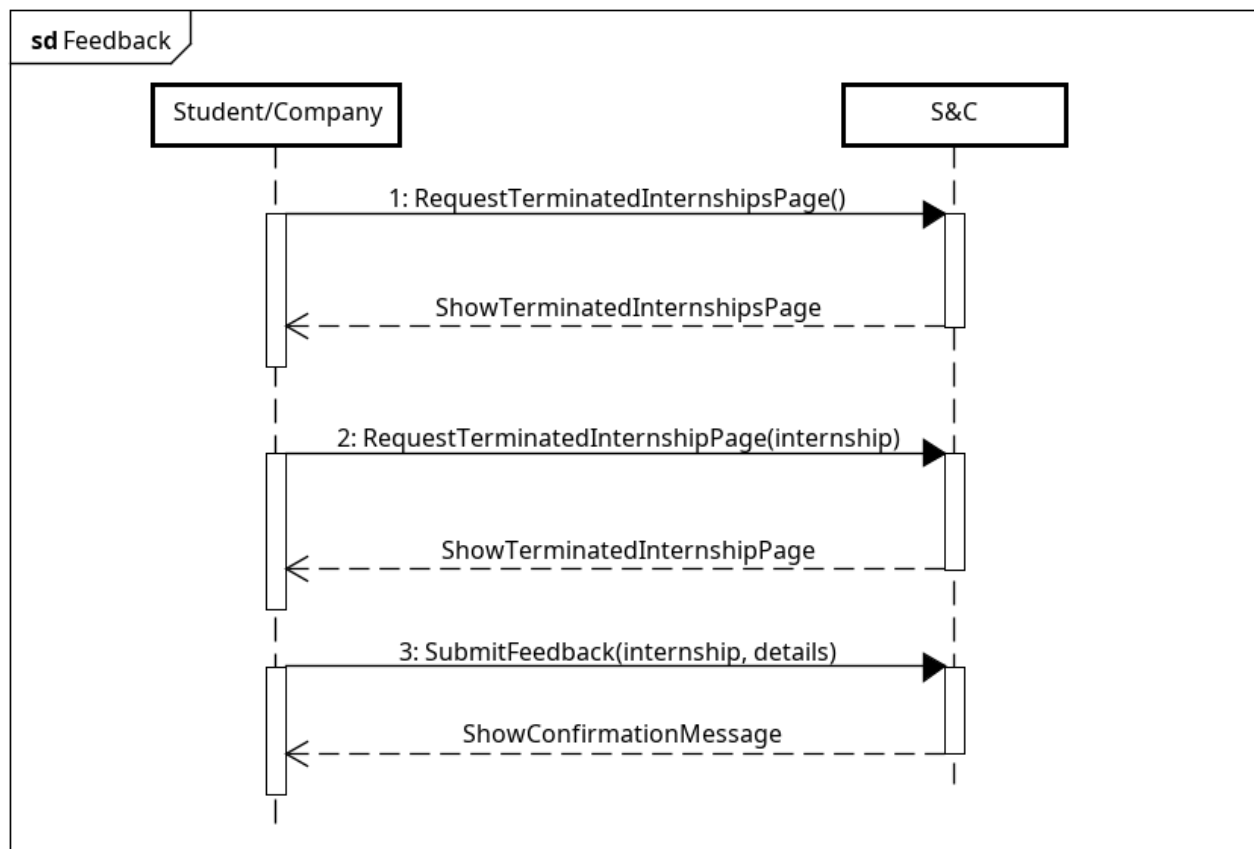 sd Feedback
Student/Company
S&C
1: RequestTerminatedInternshipsPage()
ShowTerminatedInternshipsPage
2: RequestTerminatedInternshipPage(internship)
ShowTerminatedInternshipPage
3: SubmitFeedback(internship, details)
ShowConfirmationMessage